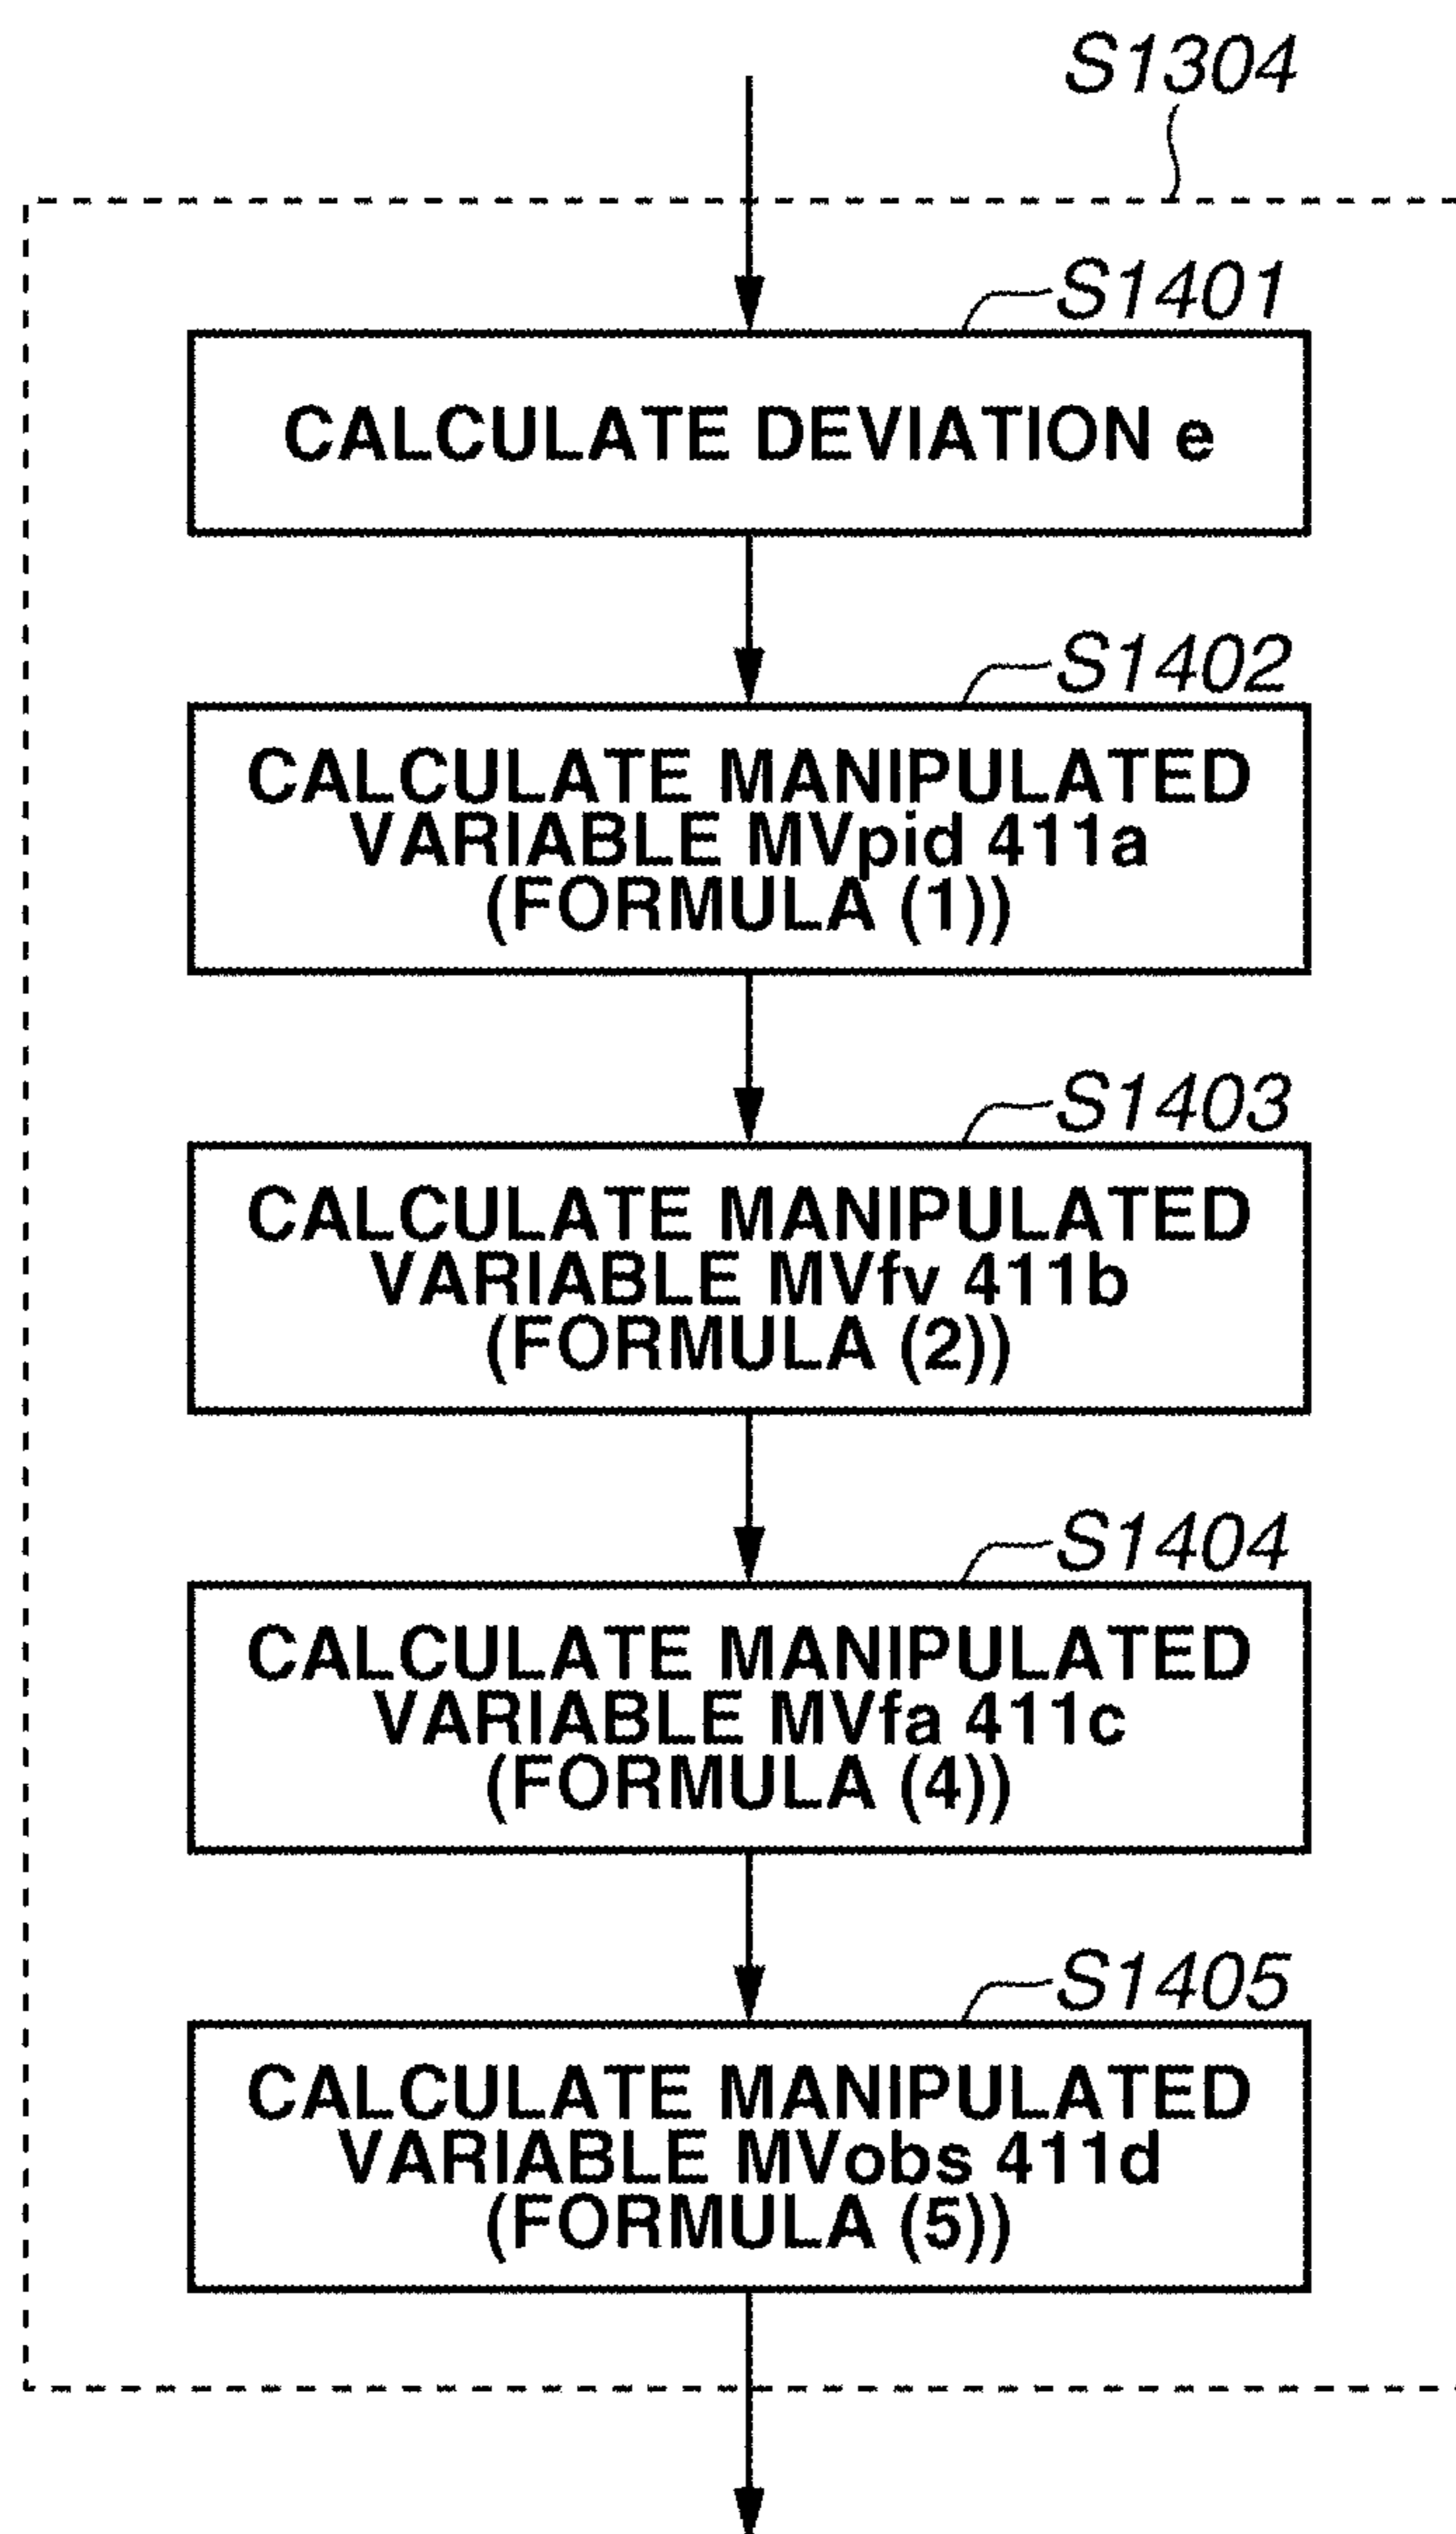 S1304
S1401
CALCULATE DEVIATION e
S1402
CALCULATE MANIPULATED
VARIABLE MVpid 411a
(FORMULA (1))
S1403
CALCULATE MANIPULATED
VARIABLE MVfv 411b
(FORMULA (2))
S1404
CALCULATE MANIPULATED
VARIABLE MVfa 411c
(FORMULA (4))
S1405
CALCULATE MANIPULATED
VARIABLE MVobs 411d
(FORMULA (5))